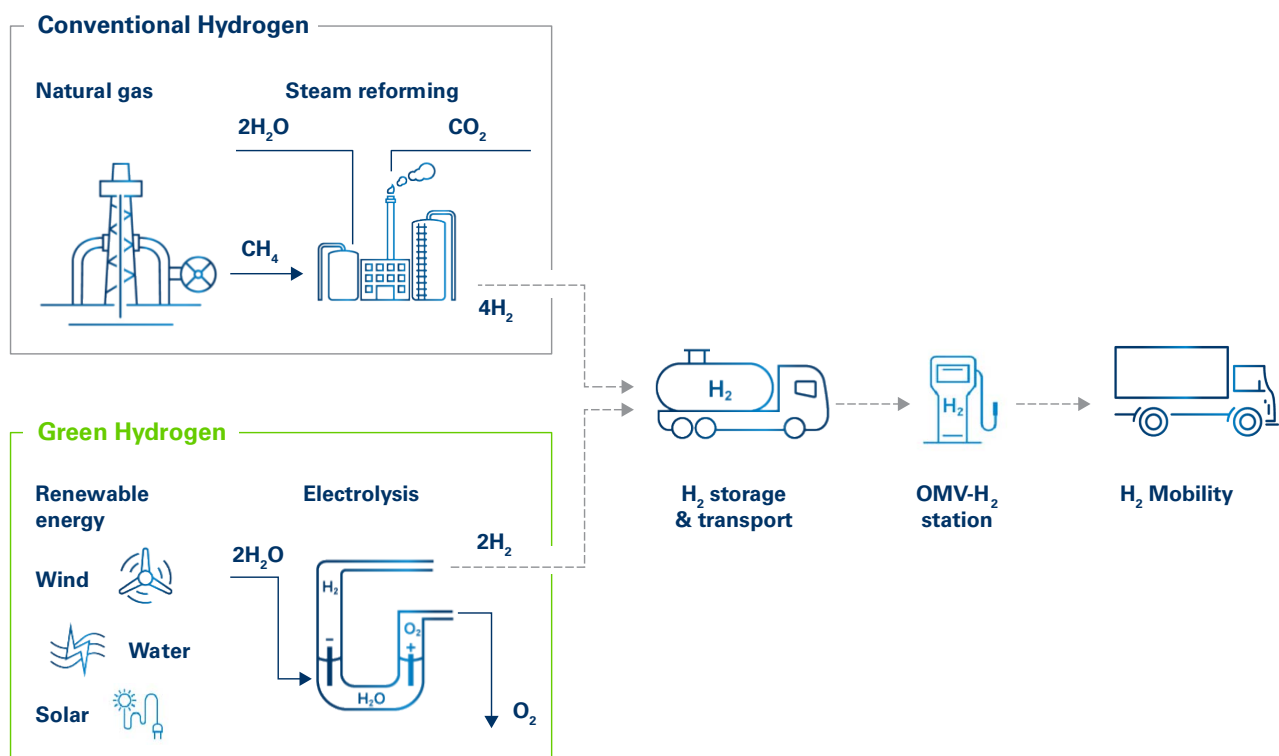 Conventional Hydrogen
Natural gas
Steam reforming
2H₂O
CO₂
CH₄
4H₂
Green Hydrogen
Renewable
energy
Electrolysis
Wind
Water
Solar
2H₂O
2H₂
H₂
O₂
−
+
H₂O
O₂
H₂
H₂ storage
& transport
H₂
OMV-H₂
station
H₂ Mobility